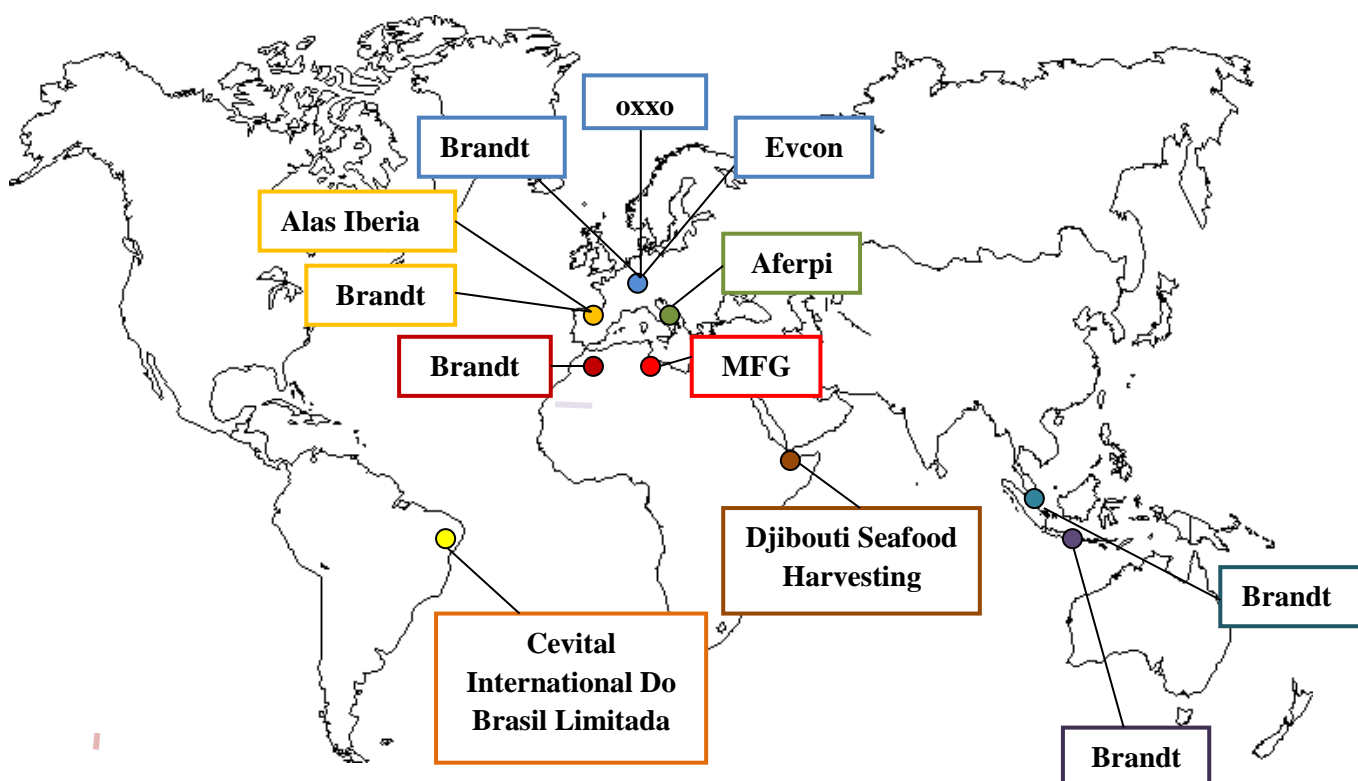 oxxo
Brandt
Evcon
Alas Iberia
Aferpi
Brandt
Brandt
MFG
Djibouti Seafood
Harvesting
Brandt
Cevital
International Do
Brasil Limitada
Brandt